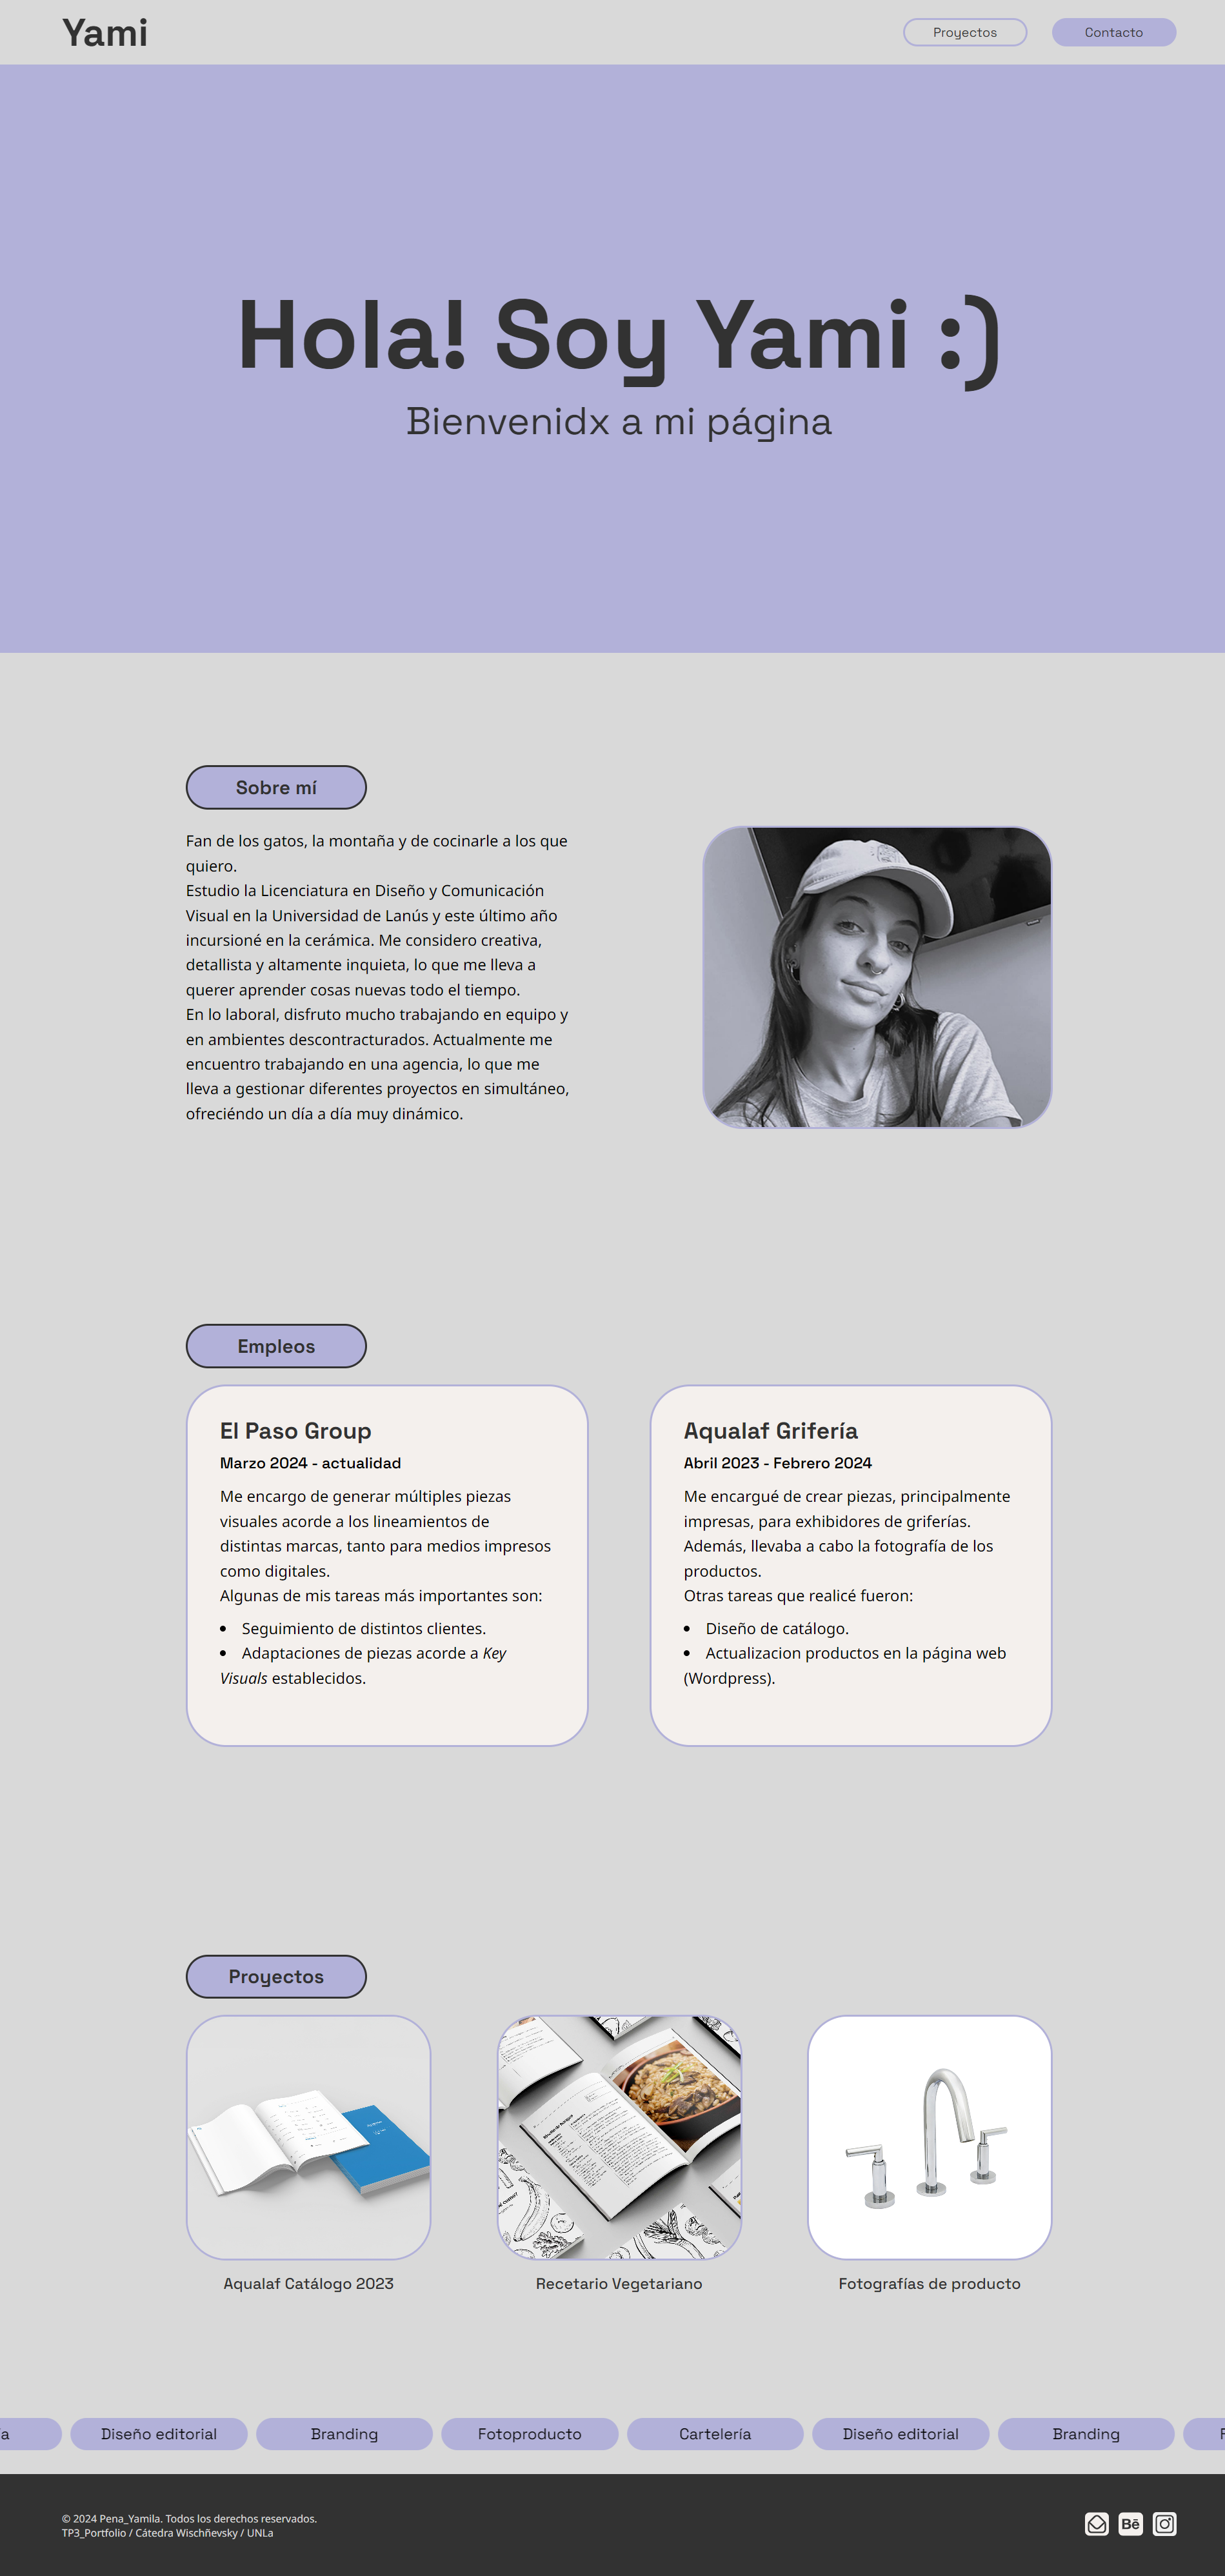 Yami
Proyectos
Contacto
Hola! Soy Yami :)
Bienvenidx a mi página
Sobre mí
Fan de los gatos, la montaña y de cocinarle a los que
quiero.
Estudio la Licenciatura en Diseño y Comunicación
Visual en la Universidad de Lanús y este último año
incursioné en la cerámica. Me considero creativa,
detallista y altamente inquieta, lo que me lleva a
querer aprender cosas nuevas todo el tiempo.
En lo laboral, disfruto mucho trabajando en equipo y
en ambientes descontracturados. Actualmente me
encuentro trabajando en una agencia, lo que me
lleva a gestionar diferentes proyectos en simultáneo,
ofreciéndo un día a día muy dinámico.
Empleos
El Paso Group
Marzo 2024 - actualidad
Me encargo de generar múltiples piezas
visuales acorde a los lineamientos de
distintas marcas, tanto para medios impresos
como digitales.
Algunas de mis tareas más importantes son:
• Seguimiento de distintos clientes.
• Adaptaciones de piezas acorde a Key
Visuals establecidos.
Aqualaf Grifería
Abril 2023 - Febrero 2024
Me encargué de crear piezas, principalmente
impresas, para exhibidores de griferías.
Además, llevaba a cabo la fotografía de los
productos.
Otras tareas que realicé fueron:
• Diseño de catálogo.
• Actualizacion productos en la página web
(Wordpress).
Proyectos
Aqualaf Catálogo 2023
Recetario Vegetariano
Fotografías de producto
ía
Diseño editorial
Branding
Fotoproducto
Cartelería
Diseño editorial
Branding
F
© 2024 Pena_Yamila. Todos los derechos reservados.
TP3_Portfolio / Cátedra Wischñevsky / UNLa
Bē